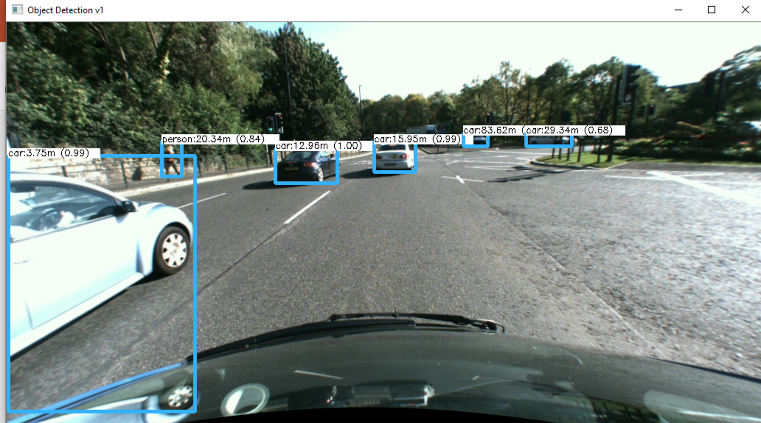 Object Detection v1
car:83.62m (car:29.34m (0.68)
person:20.34m (0.84)
car:15.95m (0.99)
car:12.96m (1.00)
car:3.75m (0.99)